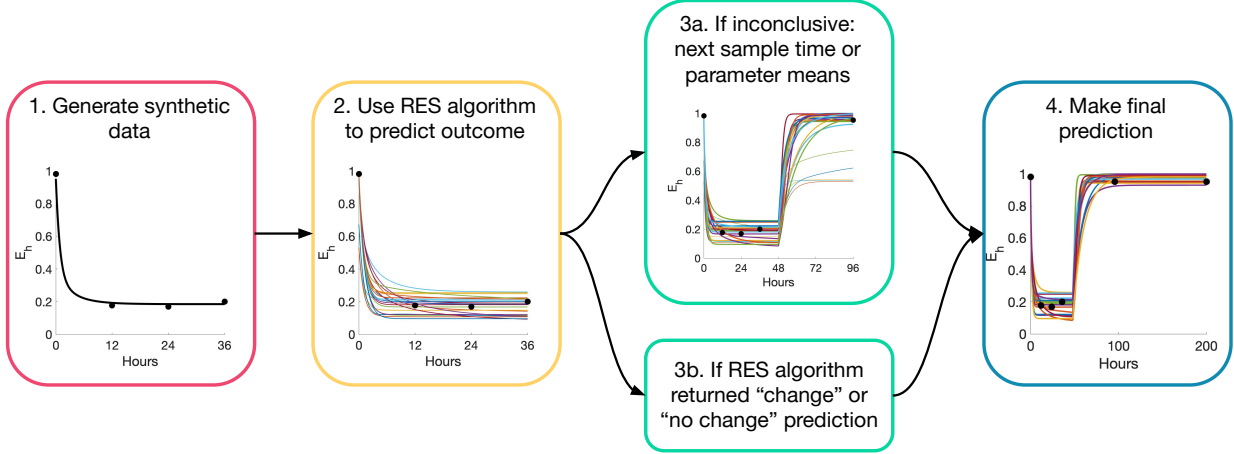 1. Generate synthetic
data
1
0.8
0.6
0.4
0.2
0
E_h
0 12 24 36
Hours
2. Use RES algorithm
to predict outcome
1
0.8
0.6
0.4
0.2
0
E_h
0 12 24 36
Hours
3a. If inconclusive:
next sample time or
parameter means
1
0.8
0.6
0.4
0.2
0
E_h
0 24 48 72 96
Hours
3b. If RES algorithm
returned “change” or
“no change” prediction
4. Make final
prediction
1
0.8
0.6
0.4
0.2
0
E_h
0 100 200
Hours